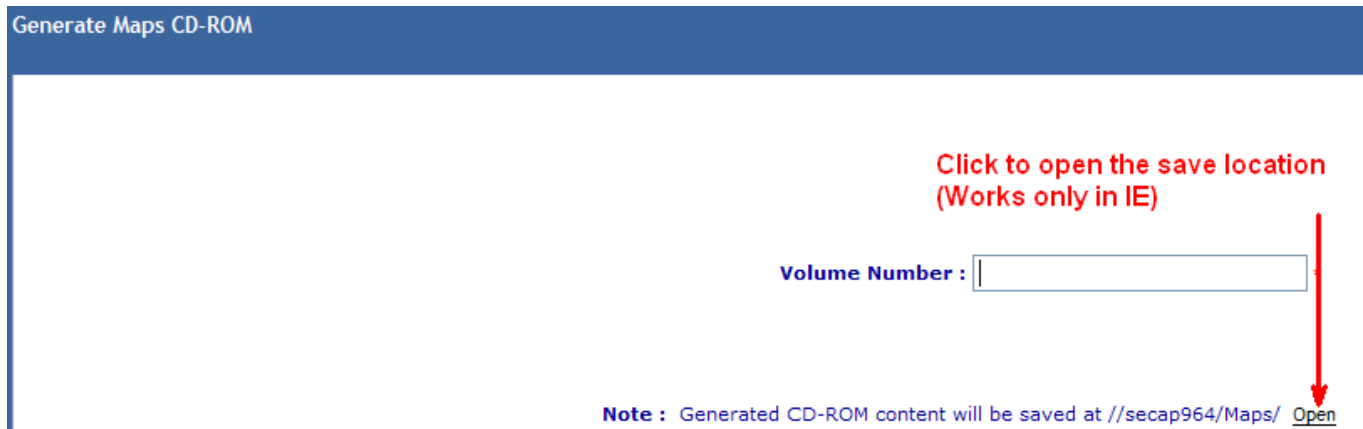 Generate Maps CD-ROM
Click to open the save location
(Works only in IE)
Volume Number :
Note : Generated CD-ROM content will be saved at //secap964/Maps/ Open